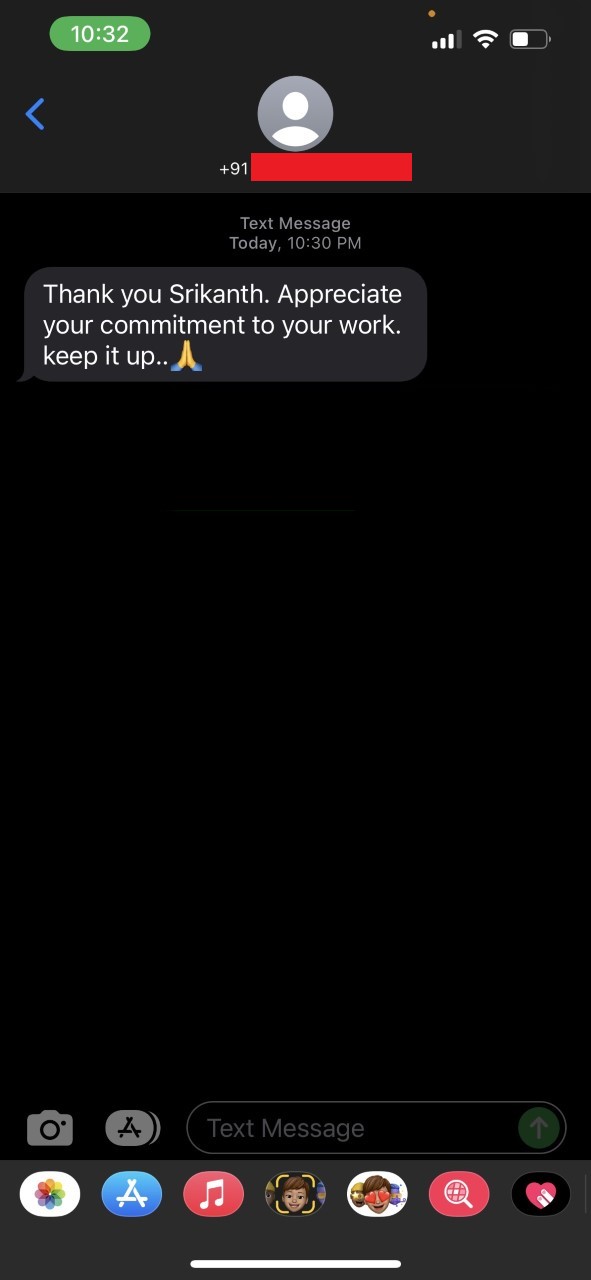 10:32
+91
Text Message
Today, 10:30 PM
Thank you Srikanth. Appreciate
your commitment to your work.
keep it up..🙏
Text Message